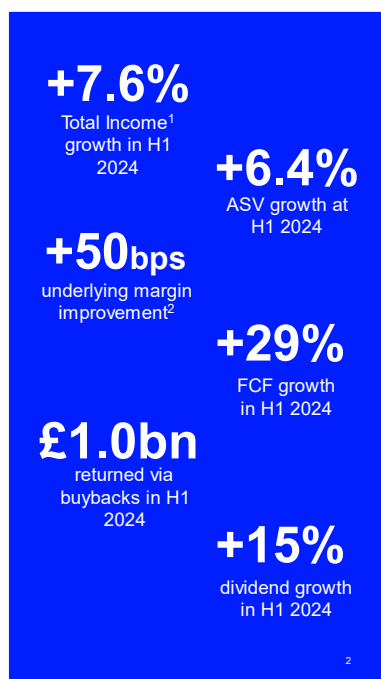 +7.6%
Total Income¹
growth in H1
2024
+6.4%
ASV growth at
H1 2024
+50bps
underlying margin
improvement²
+29%
FCF growth
in H1 2024
£1.0bn
returned via
buybacks in H1
2024
+15%
dividend growth
in H1 2024
2